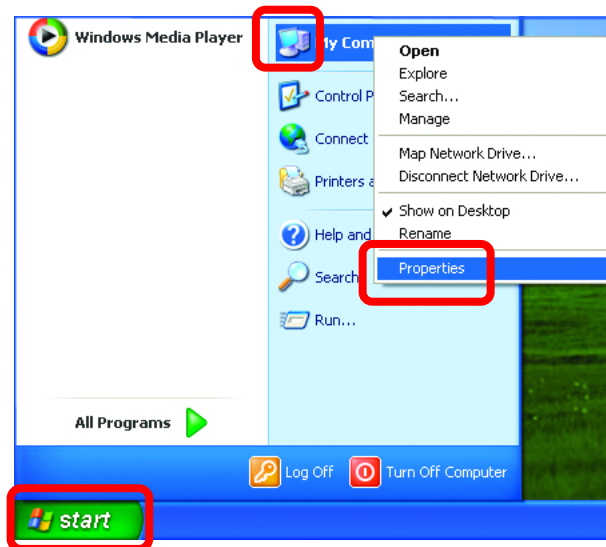 Windows Media Player
My Com
Control P
Connect
Printers a
Help and
Search
Run...
Open
Explore
Search...
Manage
Map Network Drive...
Disconnect Network Drive...
Show on Desktop
Rename
Properties
All Programs
Log Off
Turn Off Computer
start